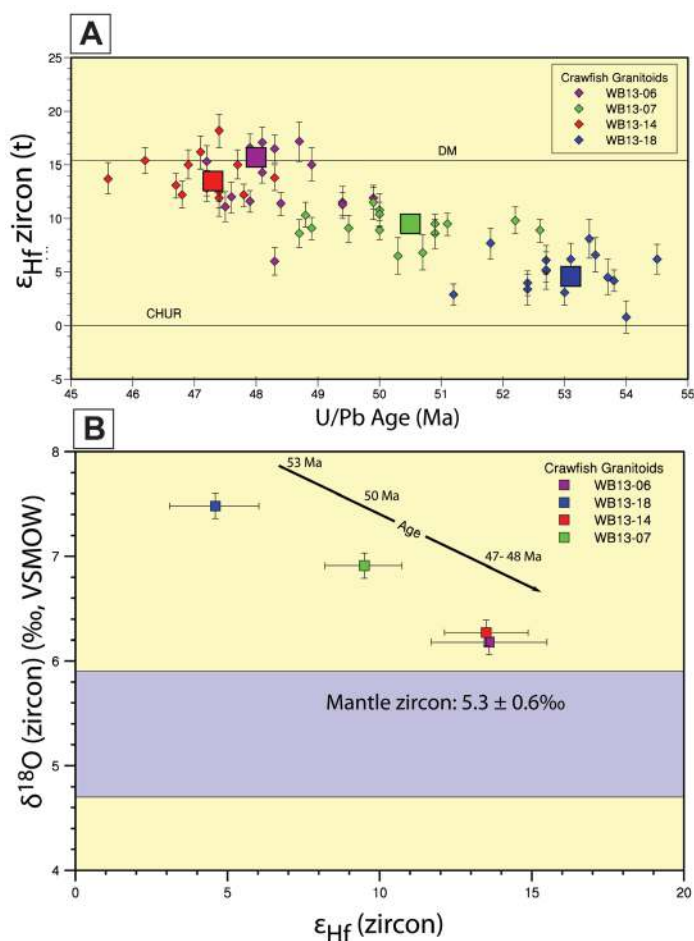 A
25
20
15
10
5
0
-5
εHf zircon (t)
DM
CHUR
Crawfish Granitoids
WB13-06
WB13-07
WB13-14
WB13-18
45 46 47 48 49 50 51 52 53 54 55
U/Pb Age (Ma)
B
8
7
6
5
4
δ18O (zircon) (‰, VSMOW)
53 Ma
50 Ma
Age
47- 48 Ma
Crawfish Granitoids
WB13-06
WB13-18
WB13-14
WB13-07
Mantle zircon: 5.3 ± 0.6‰
0 5 10 15 20
εHf (zircon)